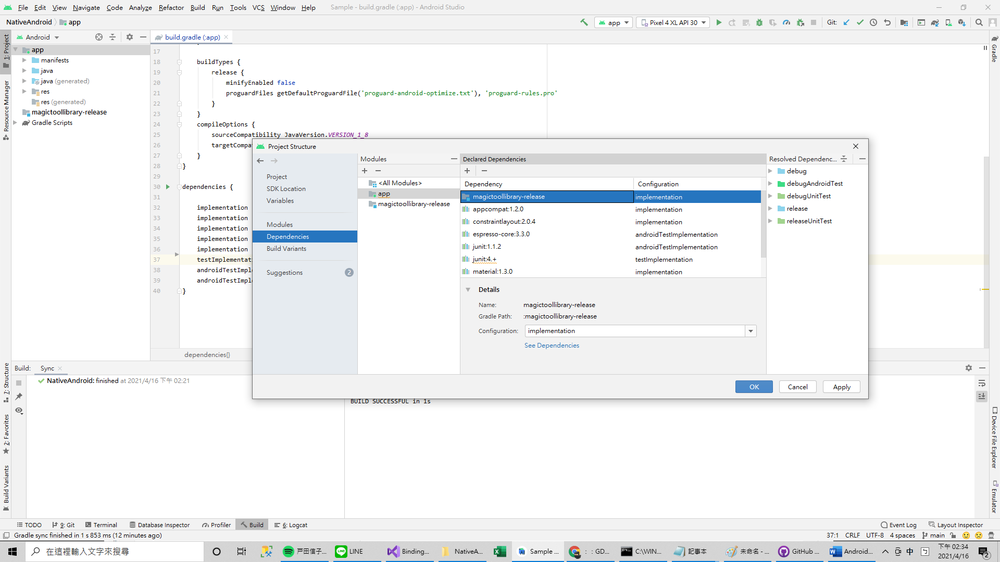 File Edit View Navigate Code Analyze Refactor Build Run Tools VCS Window Help Sample - build.gradle (:app) - Android Studio
NativeAndroid app
app Pixel 4 XL API 30 Git:
Android
build.gradle (:app)
1: Project
Resource Manager
app
manifests
java
java (generated)
res
res (generated)
magictoollibrary-release
Gradle Scripts
17
18 buildTypes {
19 release {
20 minifyEnabled false
21 proguardFiles getDefaultProguardFile('proguard-android-optimize.txt'), 'proguard-rules.pro'
22 }
23 }
24 compileOptions {
25 sourceCompatibility JavaVersion.VERSION_1_8
26 targetCompa
27 }
28 }
29
30 dependencies {
31
32 implementation
33 implementation
34 implementation
35 implementation
36 implementation
37 testImplementat
38 androidTestImpl
39 androidTestImpl
40 }
dependencies{}
Project Structure
Project
SDK Location
Variables
Modules
Dependencies
Build Variants
Suggestions 2
Modules
<All Modules>
app
magictoollibrary-release
Declared Dependencies
Dependency Configuration
magictoollibrary-release implementation
appcompat:1.2.0 implementation
constraintlayout:2.0.4 implementation
espresso-core:3.3.0 androidTestImplementation
junit:1.1.2 androidTestImplementation
junit:4.+ testImplementation
material:1.3.0 implementation
Details
Name: magictoollibrary-release
Gradle Path: :magictoollibrary-release
Configuration: implementation
See Dependencies
Resolved Dependenc...
debug
debugAndroidTest
debugUnitTest
release
releaseUnitTest
OK Cancel Apply
Gradle
Device File Explorer
Emulator
7: Structure
2: Favorites
Build Variants
Build: Sync
NativeAndroid: finished at 2021/4/16 下午 02:21
BUILD SUCCESSFUL in 1s
TODO 9: Git Terminal Database Inspector Profiler Build 6: Logcat Event Log Layout Inspector
Gradle sync finished in 1 s 853 ms (12 minutes ago) 37:1 CRLF UTF-8 4 spaces main
在這裡輸入文字來搜尋
戸田信子... LINE Binding... NativeA... Sample ... : : GD... C:\WIN... 記事本 未命名 - ... GitHub ... Android... 中
下午 02:34
2021/4/16
2